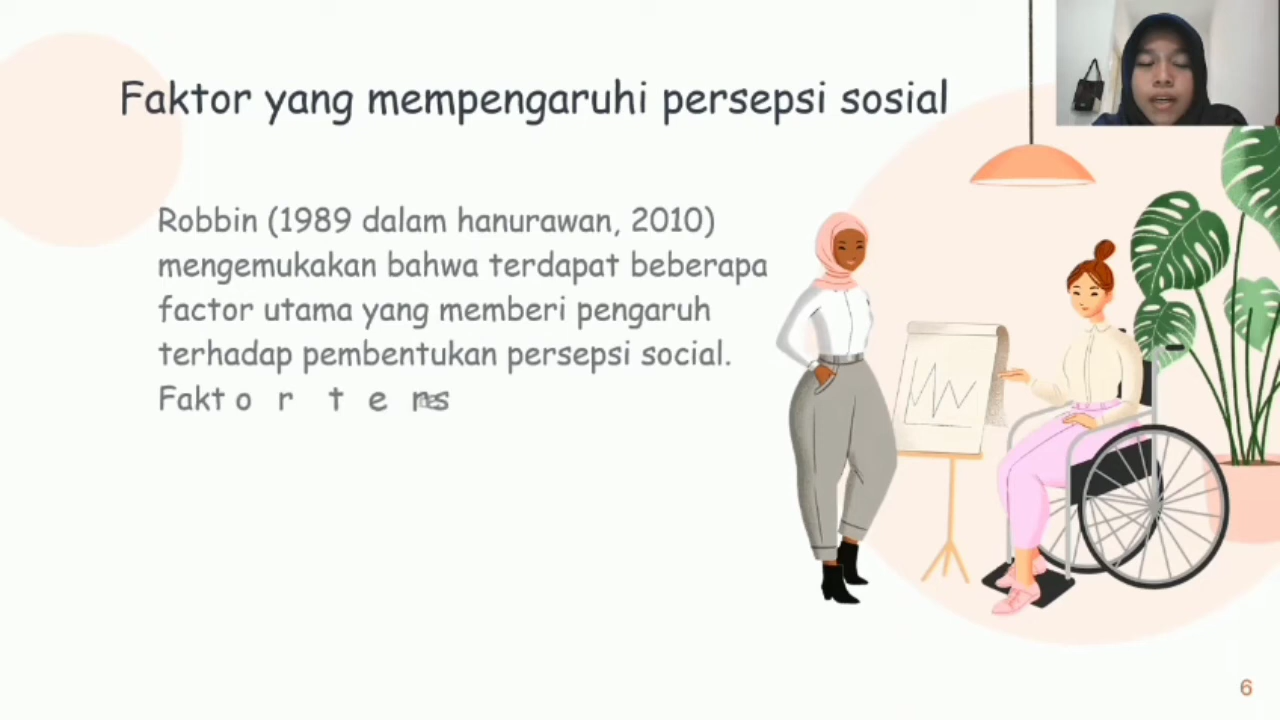 Faktor yang mempengaruhi persepsi sosial
Robbin (1989 dalam hanurawan, 2010)
mengemukakan bahwa terdapat beberapa
factor utama yang memberi pengaruh
terhadap pembentukan persepsi social.
Faktor
6